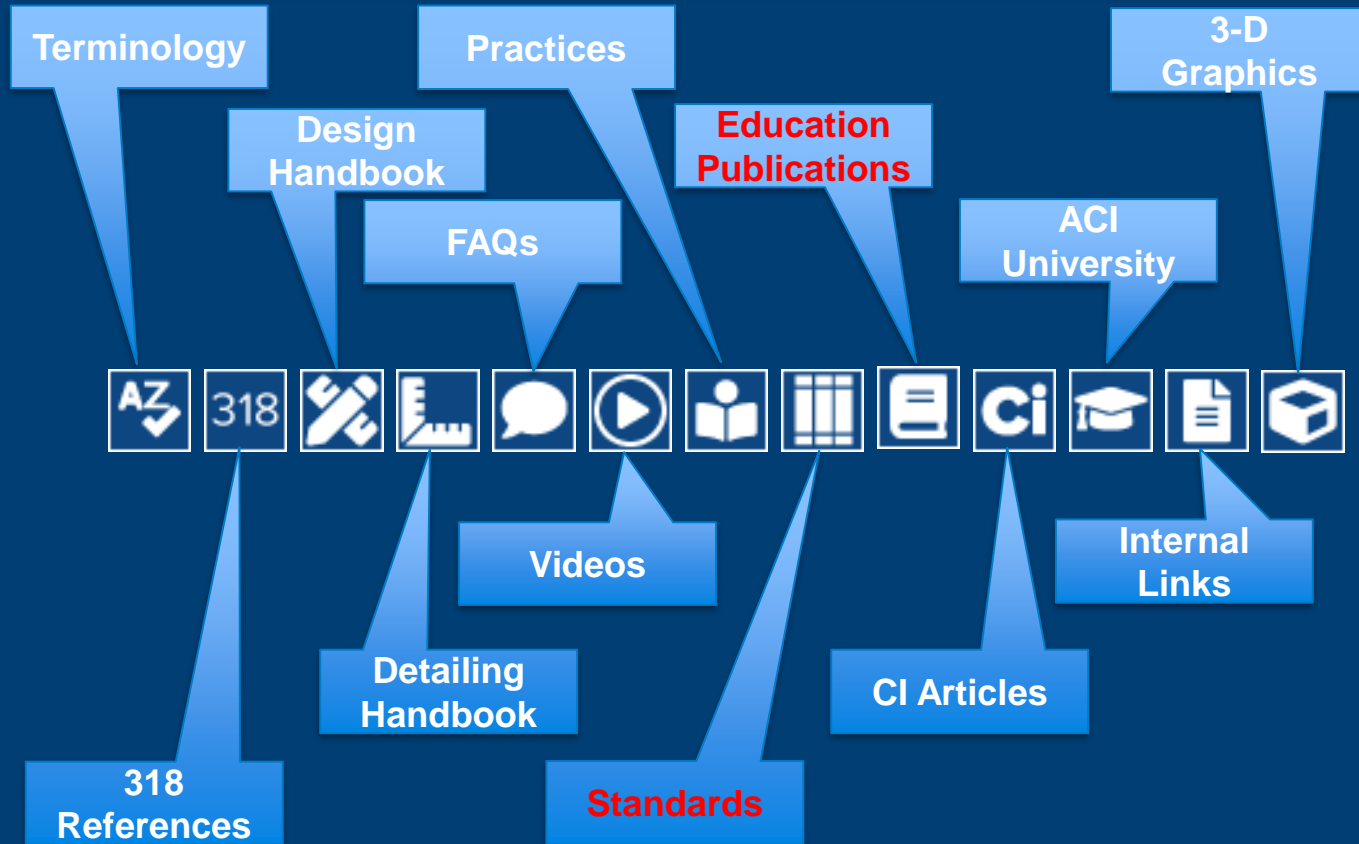 Terminology
Practices
3-D
Graphics
Design
Handbook
Education
Publications
FAQs
ACI
University
AZ
318
Ci
Videos
Internal
Links
Detailing
Handbook
CI Articles
318
References
Standards